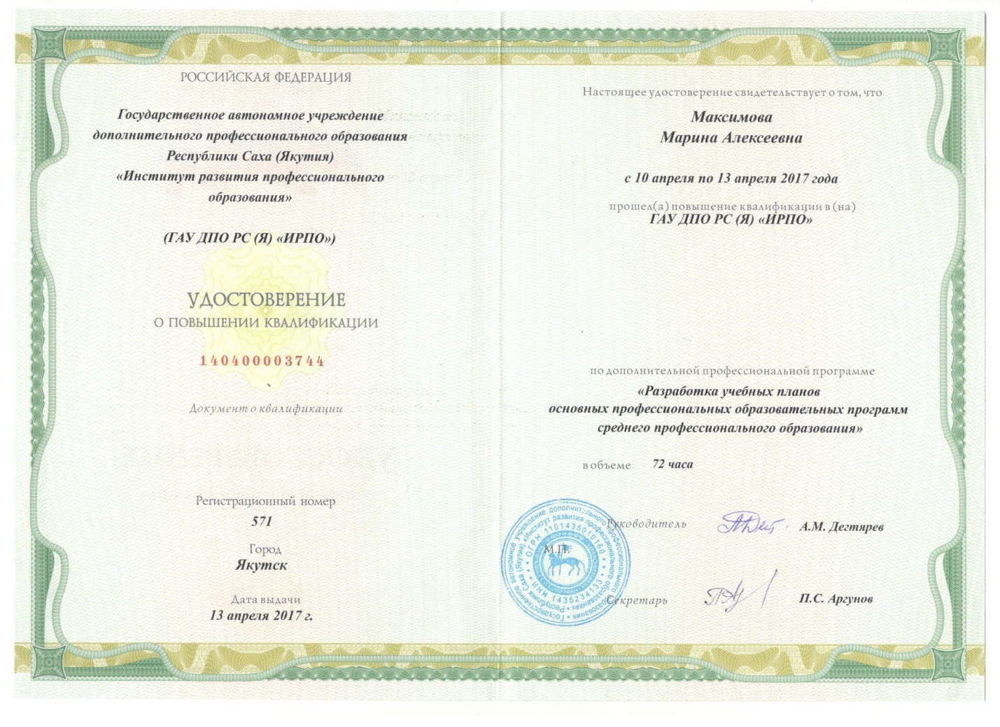 РОССИЙСКАЯ ФЕДЕРАЦИЯ
Государственное автономное учреждение
дополнительного профессионального образования
Республики Саха (Якутия)
«Институт развития профессионального
образования»
(ГАУ ДПО РС (Я) «ИРПО»)
УДОСТОВЕРЕНИЕ
О ПОВЫШЕНИИ КВАЛИФИКАЦИИ
140400003744
Документ о квалификации
Регистрационный номер
571
Город
Якутск
Дата выдачи
13 апреля 2017 г.
Настоящее удостоверение свидетельствует о том, что
Максимова
Марина Алексеевна
с 10 апреля по 13 апреля 2017 года
прошел(а) повышение квалификации в (на)
ГАУ ДПО РС (Я) «ИРПО»
по дополнительной профессиональной программе
«Разработка учебных планов
основных профессиональных образовательных программ
среднего профессионального образования»
в объеме 72 часа
Руководитель А.М. Дегтярев
М.П.
Секретарь П.С. Аргунов
Государственное автономное учреждение дополнительного профессионального образования
Республики Саха (Якутия) «Институт развития профессионального образования»
ОГРН 1101435010160
ИНН 1435234133